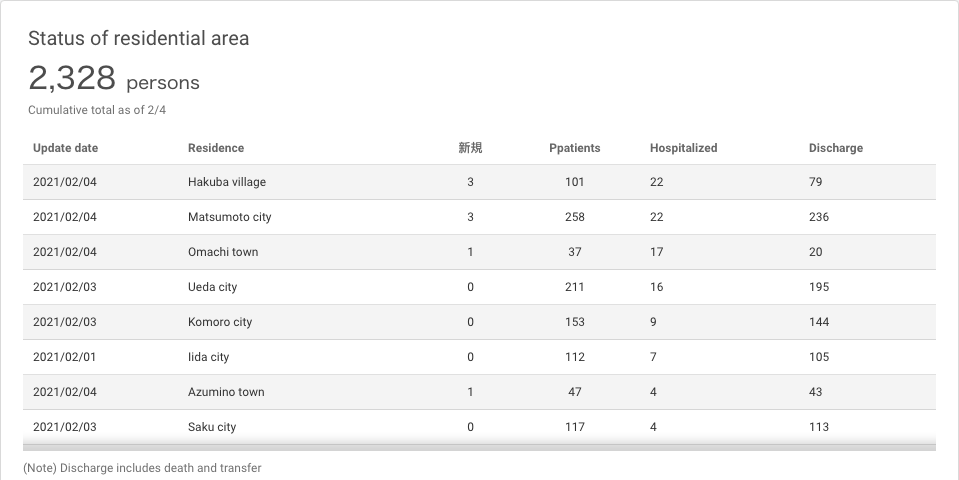 Status of residential area
2,328 persons
Cumulative total as of 2/4
Update date Residence 新規 Ppatients Hospitalized Discharge
2021/02/04 Hakuba village 3 101 22 79
2021/02/04 Matsumoto city 3 258 22 236
2021/02/04 Omachi town 1 37 17 20
2021/02/03 Ueda city 0 211 16 195
2021/02/03 Komoro city 0 153 9 144
2021/02/01 Iida city 0 112 7 105
2021/02/04 Azumino town 1 47 4 43
2021/02/03 Saku city 0 117 4 113
(Note) Discharge includes death and transfer